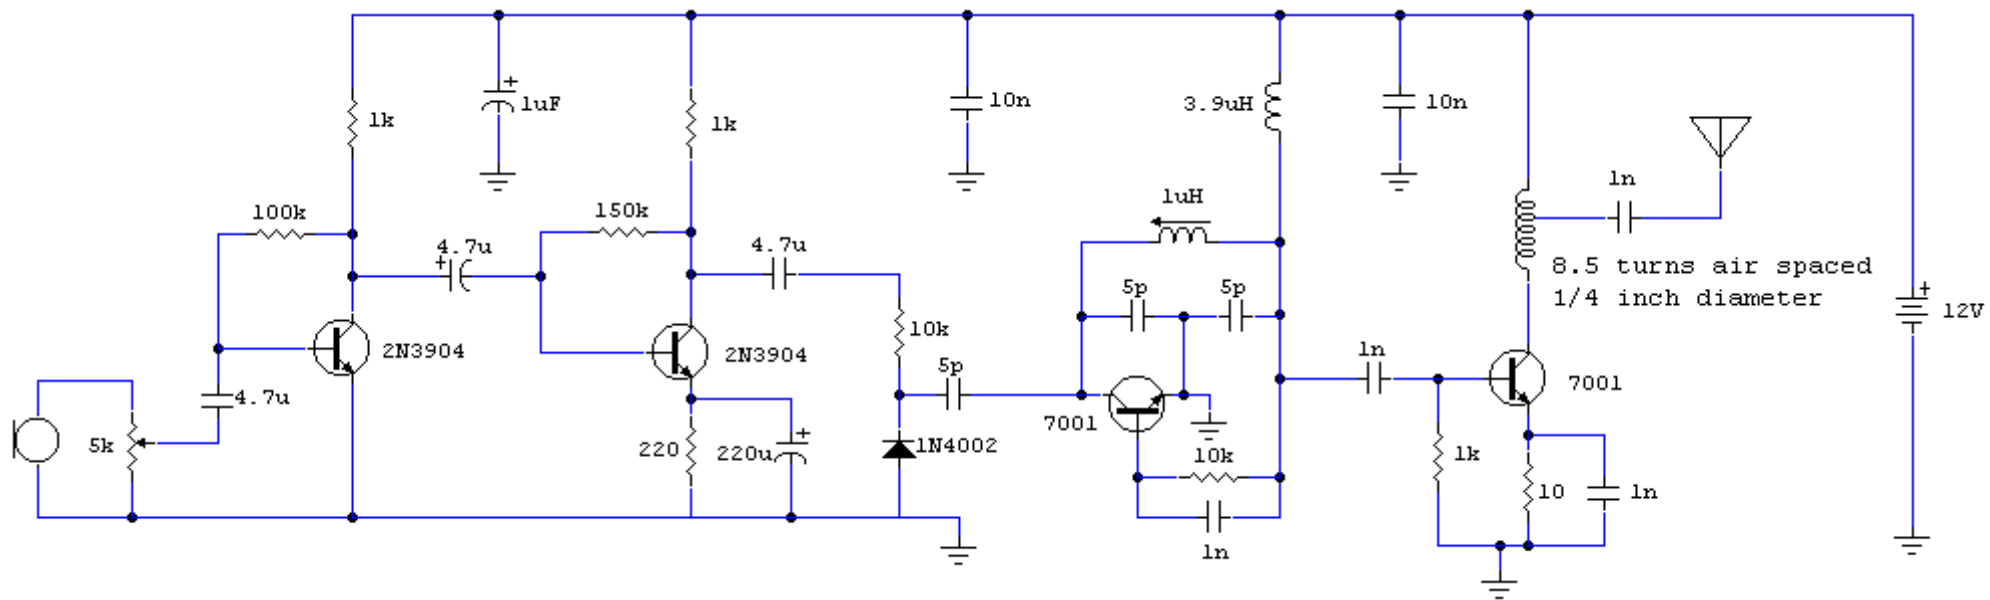 1k
1uF
1k
10n
3.9uH
10n
100k
4.7u
150k
4.7u
1uH
1n
8.5 turns air spaced
1/4 inch diameter
+
12V
5p
5p
10k
2N3904
2N3904
5p
1n
7001
4.7u
5k
220
220u
1N4002
7001
10k
1k
10
1n
1n
+
+
+